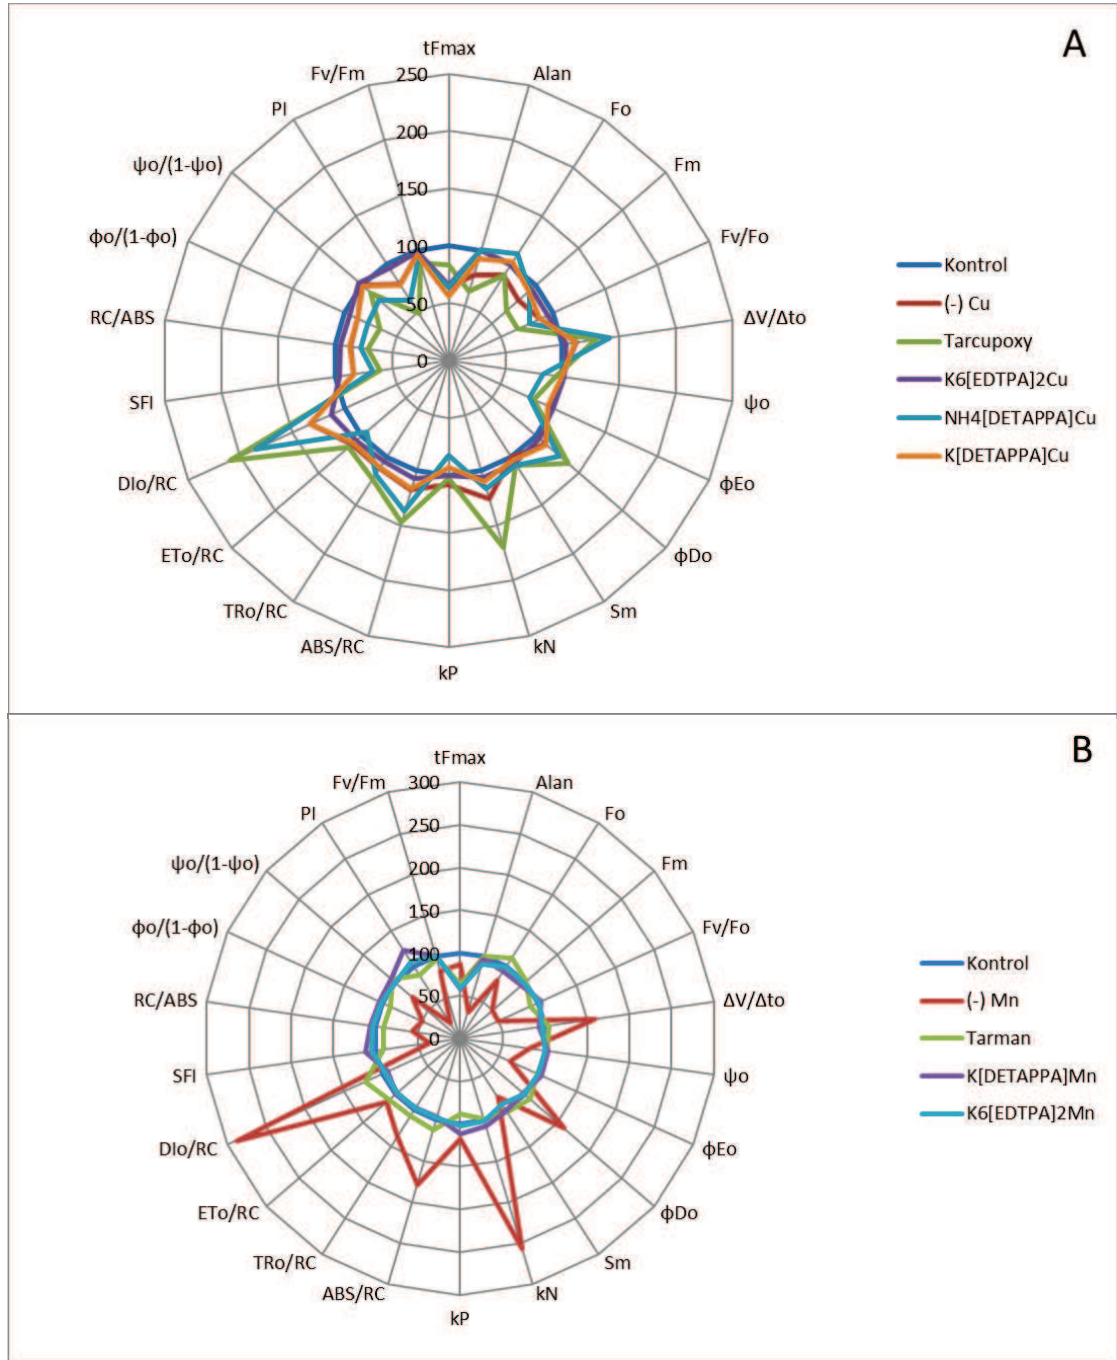 A
tFmax
Alan
Fo
Fm
Fv/Fo
ΔV/Δto
ψo
ϕEo
ϕDo
Sm
kN
kP
ABS/RC
TRo/RC
ETo/RC
DIo/RC
SFI
RC/ABS
ϕo/(1-ϕo)
ψo/(1-ψo)
PI
Fv/Fm
250
200
150
100
50
0
Kontrol
(-) Cu
Tarcupoxy
K6[EDTPA]2Cu
NH4[DETAPPA]Cu
K[DETAPPA]Cu
B
tFmax
Alan
Fo
Fm
Fv/Fo
ΔV/Δto
ψo
ϕEo
ϕDo
Sm
kN
kP
ABS/RC
TRo/RC
ETo/RC
DIo/RC
SFI
RC/ABS
ϕo/(1-ϕo)
ψo/(1-ψo)
PI
Fv/Fm
300
250
200
150
100
50
0
Kontrol
(-) Mn
Tarman
K[DETAPPA]Mn
K6[EDTPA]2Mn